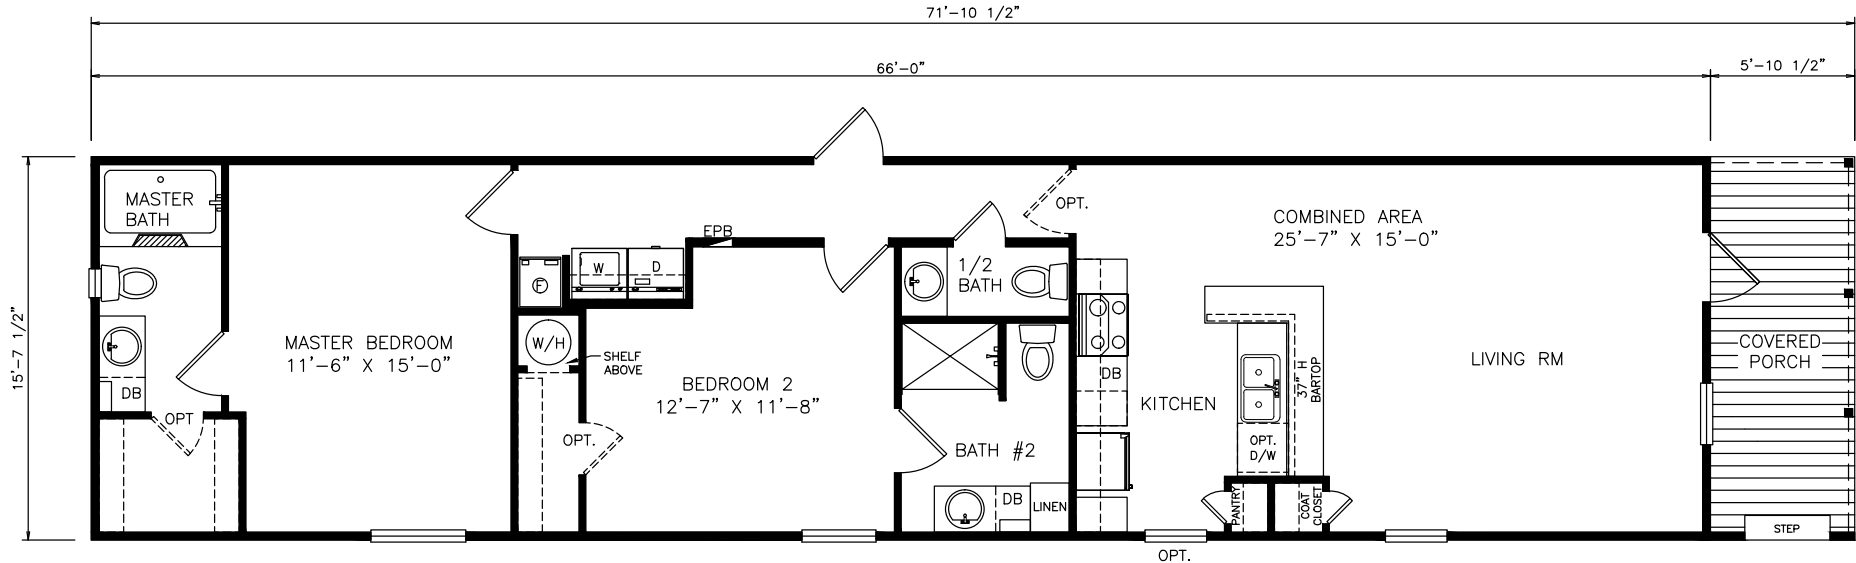 71'-10 1/2"
66'-0"
5'-10 1/2"
15'-7 1/2"
MASTER
BATH
DB
OPT
MASTER BEDROOM
11'-6" X 15'-0"
F
W
D
EPB
W/H
SHELF
ABOVE
OPT.
BEDROOM 2
12'-7" X 11'-8"
1/2
BATH
OPT.
BATH #2
DB
LINEN
COMBINED AREA
25'-7" X 15'-0"
DB
KITCHEN
37" H
BARTOP
OPT.
D/W
PANTRY
COAT
CLOSET
OPT.
LIVING RM
COVERED
PORCH
STEP